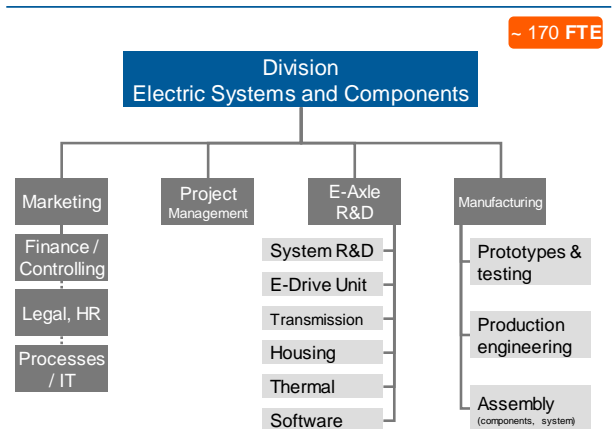 ~ 170 FTE
Division
Electric Systems and Components
Marketing
Project
Management
E-Axle
R&D
Manufacturing
Finance /
Controlling
Legal, HR
Processes
/ IT
System R&D
E-Drive Unit
Transmission
Housing
Thermal
Software
Prototypes &
testing
Production
engineering
Assembly
(components, system)